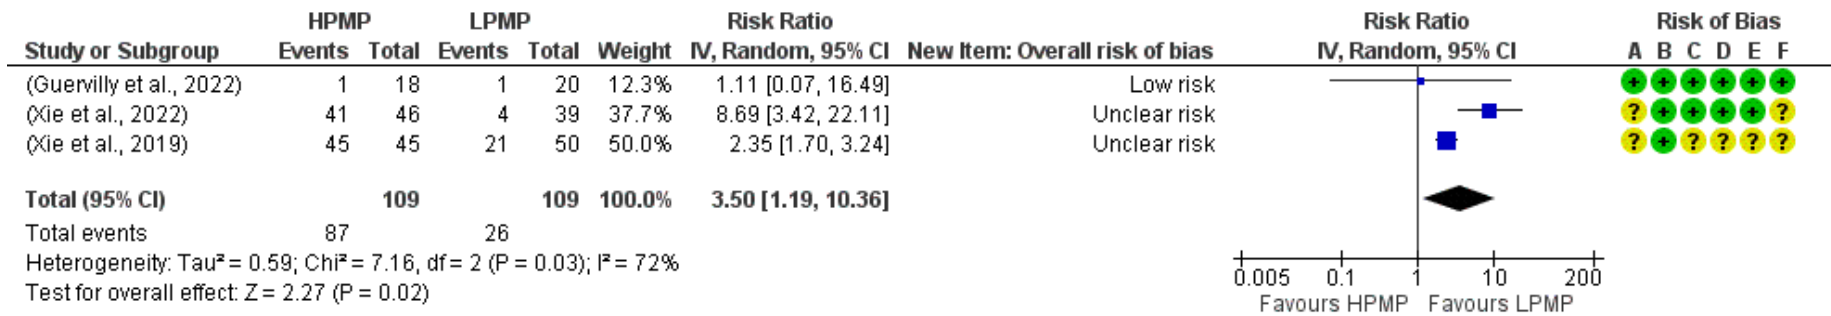 HPMP LPMP Risk Ratio Risk Ratio Risk of Bias
Study or Subgroup Events Total Events Total Weight IV, Random, 95% CI New Item: Overall risk of bias IV, Random, 95% CI A B C D E F
(Guervilly et al., 2022) 1 18 1 20 12.3% 1.11 [0.07, 16.49] Low risk + + + + + +
(Xie et al., 2022) 41 46 4 39 37.7% 8.69 [3.42, 22.11] Unclear risk ? + + + + ?
(Xie et al., 2019) 45 45 21 50 50.0% 2.35 [1.70, 3.24] Unclear risk ? + ? ? ? ?
Total (95% CI) 109 109 100.0% 3.50 [1.19, 10.36]
Total events 87 26
Heterogeneity: Tau² = 0.59; Chi² = 7.16, df = 2 (P = 0.03); I² = 72%
Test for overall effect: Z = 2.27 (P = 0.02)
0.005 0.1 1 10 200
Favours HPMP Favours LPMP